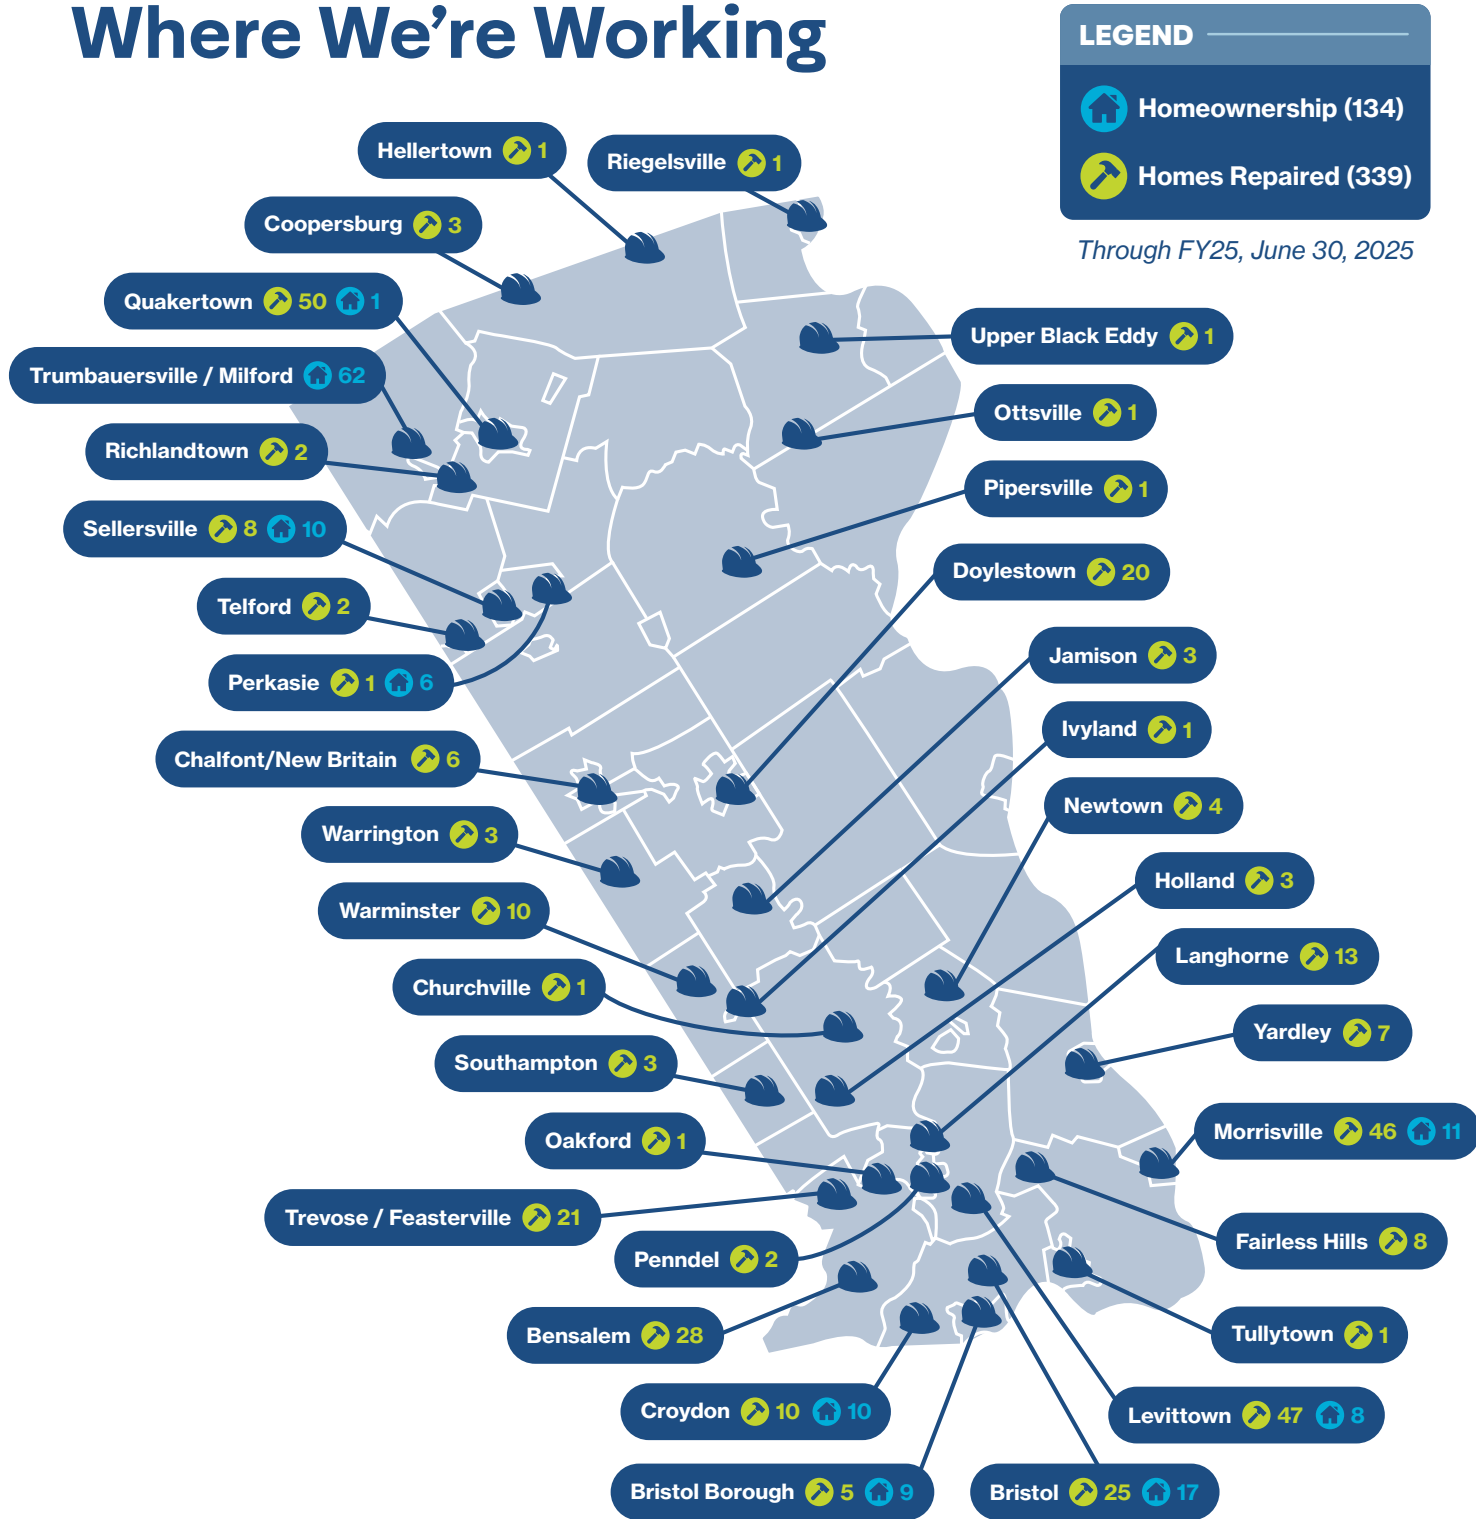 Where We're Working
LEGEND
Homeownership (134)
Homes Repaired (339)
Through FY25, June 30, 2025
Hellertown 1
Riegelsville 1
Coopersburg 3
Quakertown 50 1
Trumbauersville / Milford 62
Richlandtown 2
Sellersville 8 10
Telford 2
Perkasie 1 6
Chalfont/New Britain 6
Warrington 3
Warminster 10
Churchville 1
Southampton 3
Oakford 1
Trevose / Feasterville 21
Penndel 2
Bensalem 28
Croydon 10 10
Bristol Borough 5 9
Upper Black Eddy 1
Ottsville 1
Pipersville 1
Doylestown 20
Jamison 3
Ivyland 1
Newtown 4
Holland 3
Langhorne 13
Yardley 7
Morrisville 46 11
Fairless Hills 8
Tullytown 1
Levittown 47 8
Bristol 25 17